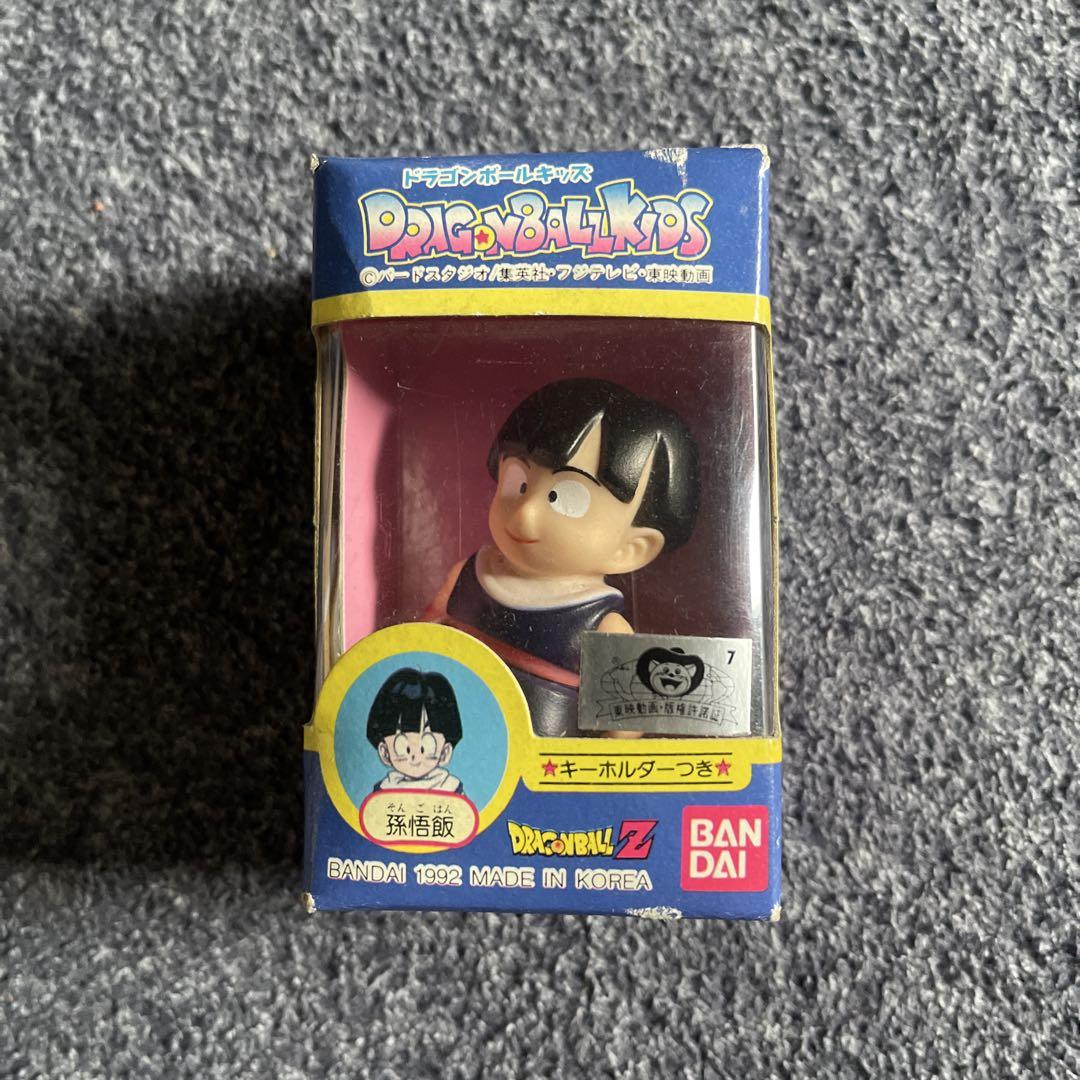 ドラゴンボールキッズ
DRAGONBALLKIDS
©バードスタジオ/集英社・フジテレビ・東映動画
7
東映動画・版権許諾証
★キーホルダーつき★
そん ご はん
孫悟飯
DRAGONBALL Z
BANDAI 1992 MADE IN KOREA
BAN
DAI